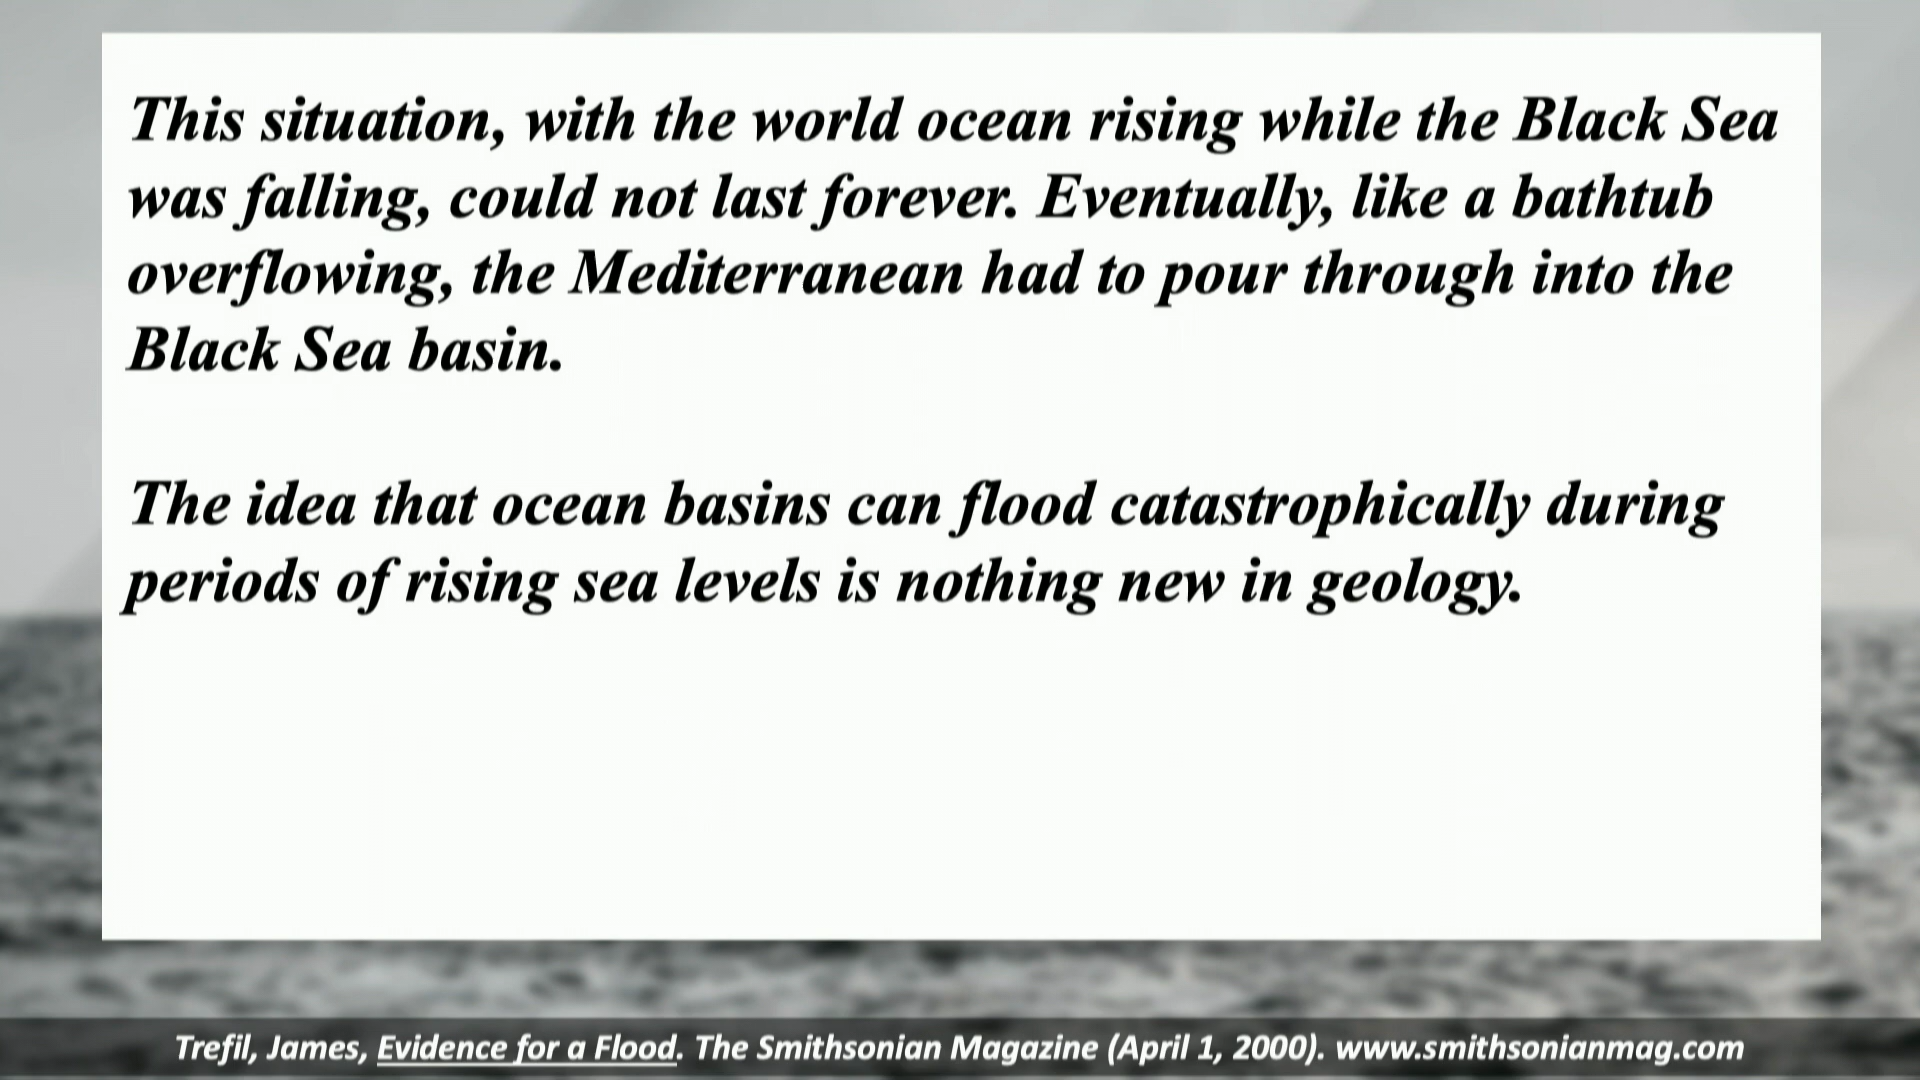 This situation, with the world ocean rising while the Black Sea
was falling, could not last forever. Eventually, like a bathtub
overflowing, the Mediterranean had to pour through into the
Black Sea basin.
The idea that ocean basins can flood catastrophically during
periods of rising sea levels is nothing new in geology.
Trefil, James, Evidence for a Flood. The Smithsonian Magazine (April 1, 2000). www.smithsonianmag.com